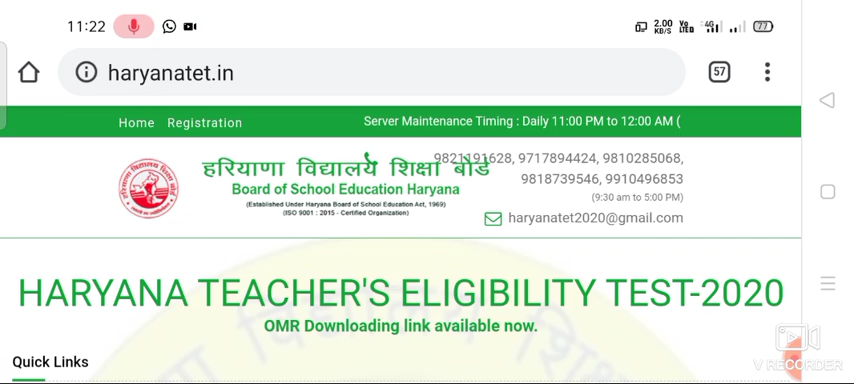 11:22 2.00 KB/S Vo LTE 4G 77
haryanatet.in 57
Home Registration Server Maintenance Timing : Daily 11:00 PM to 12:00 AM (
हरियाणा विद्यालय शिक्षा बोर्ड
Board of School Education Haryana
(Established Under Haryana Board of School Education Act, 1969)
(ISO 9001 : 2015 - Certified Organization)
9821191628, 9717894424, 9810285068,
9818739546, 9910496853
(9:30 am to 5:00 PM)
haryanatet2020@gmail.com
HARYANA TEACHER'S ELIGIBILITY TEST-2020
OMR Downloading link available now.
Quick Links
V RECORDER